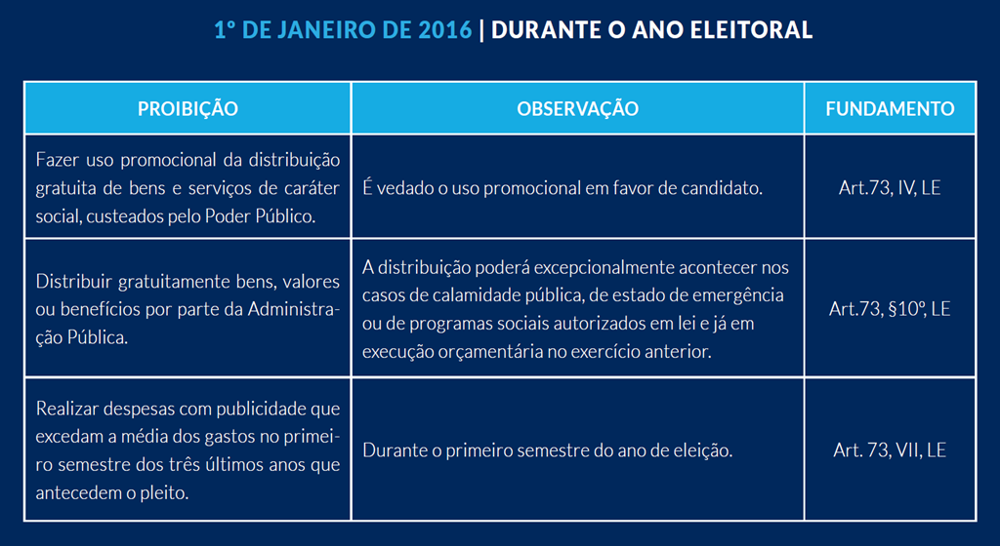 1º DE JANEIRO DE 2016 | DURANTE O ANO ELEITORAL
PROIBIÇÃO
OBSERVAÇÃO
FUNDAMENTO
Fazer uso promocional da distribuição
gratuita de bens e serviços de caráter
social, custeados pelo Poder Público.
É vedado o uso promocional em favor de candidato.
Art.73, IV, LE
Distribuir gratuitamente bens, valores
ou benefícios por parte da Administra-
ção Pública.
A distribuição poderá excepcionalmente acontecer nos
casos de calamidade pública, de estado de emergência
ou de programas sociais autorizados em lei e já em
execução orçamentária no exercício anterior.
Art.73, §10º, LE
Realizar despesas com publicidade que
excedam a média dos gastos no primei-
ro semestre dos três últimos anos que
antecedem o pleito.
Durante o primeiro semestre do ano de eleição.
Art. 73, VII, LE